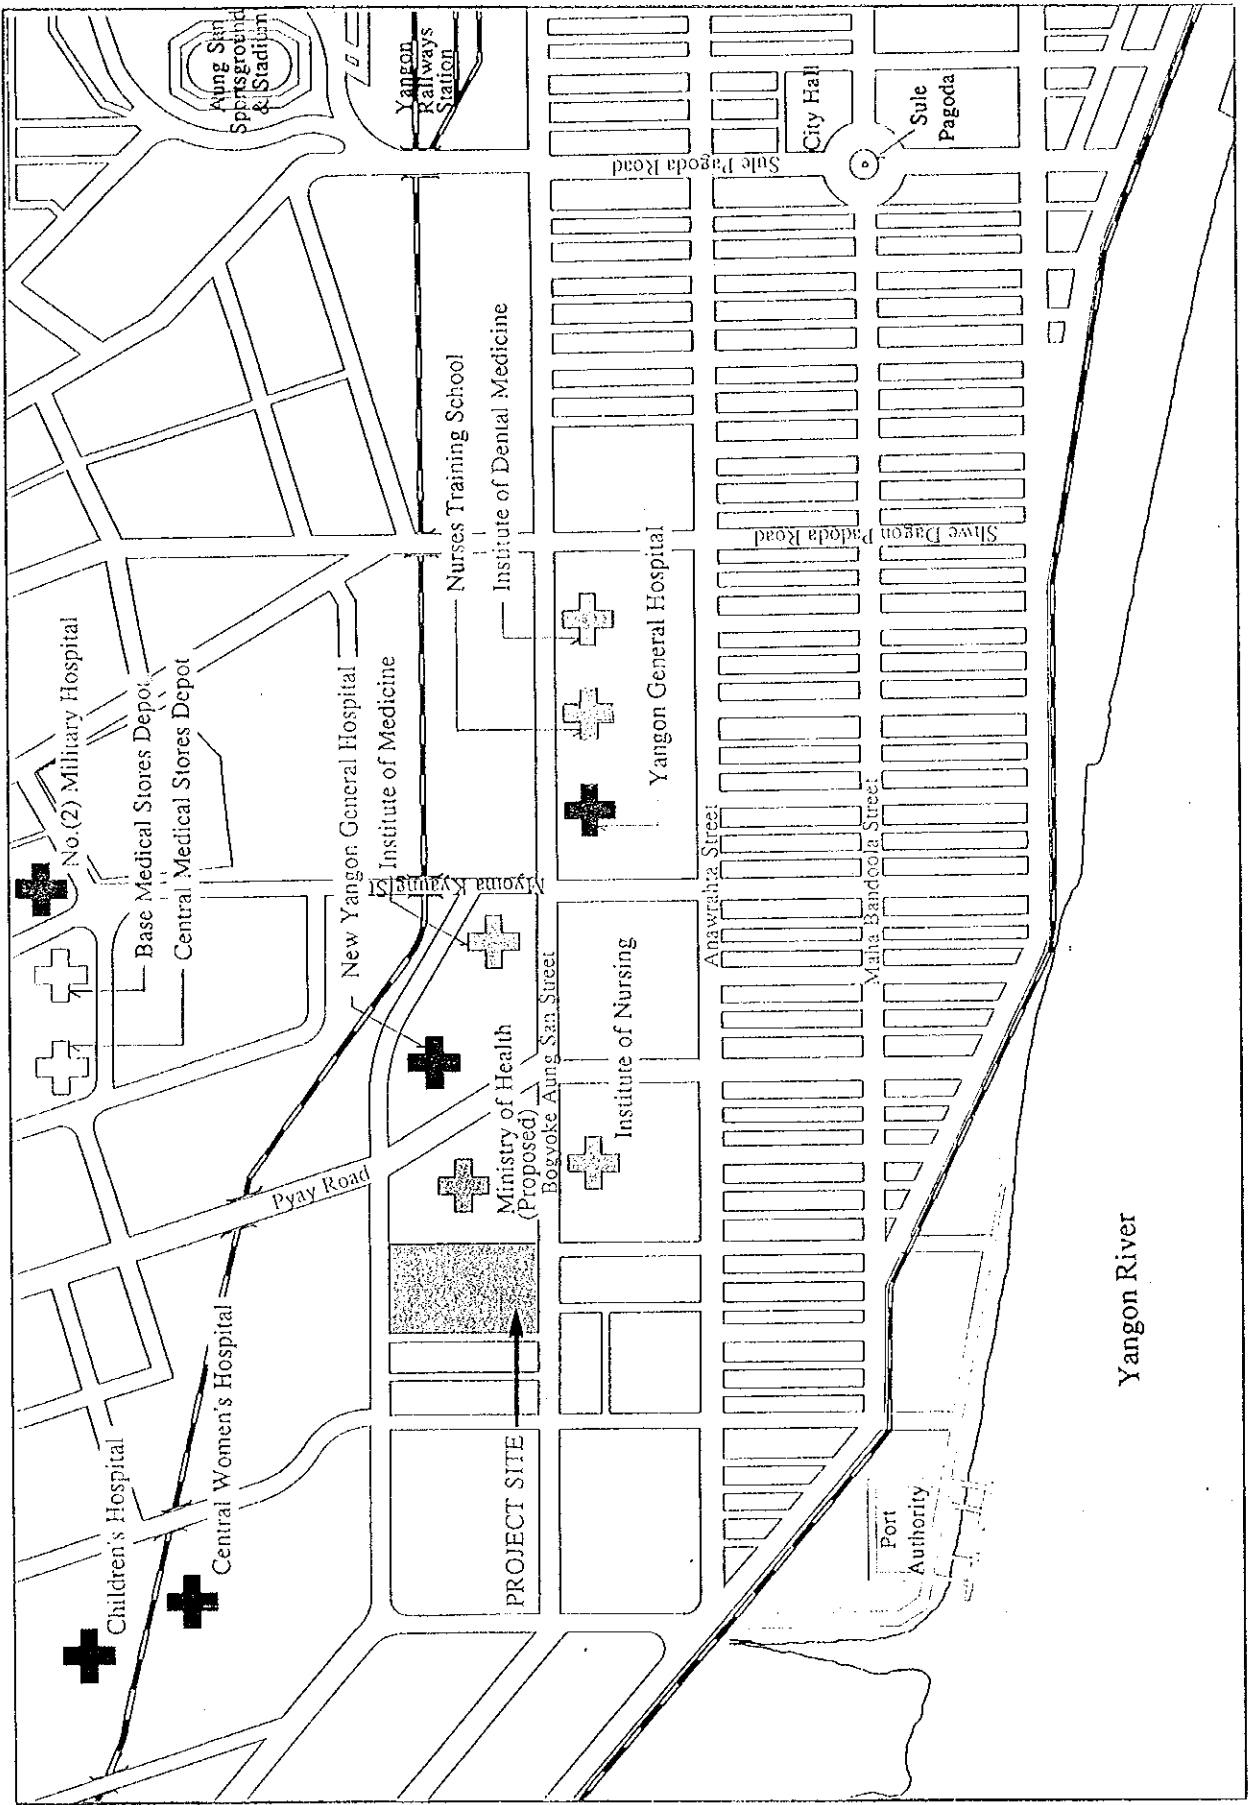 Children's Hospital
Central Women's Hospital
No.(2) Military Hospital
Base Medical Stores Depot
Central Medical Stores Depot
Aung San
Sportsground
& Stadium
Yangon
Railways
Station
Pyay Road
New Yangon General Hospital
Institute of Medicine
Myoma Kyaung St
Nurses Training School
Institute of Dental Medicine
PROJECT SITE
Ministry of Health
(Proposed)
Bogyoke Aung San Street
Institute of Nursing
Yangon General Hospital
Sule Pagoda Road
City Hall
Sule
Pagoda
Anawrahta Street
Shwe Dagon Padoda Road
Maha Bandoola Street
Port
Authority
Yangon River